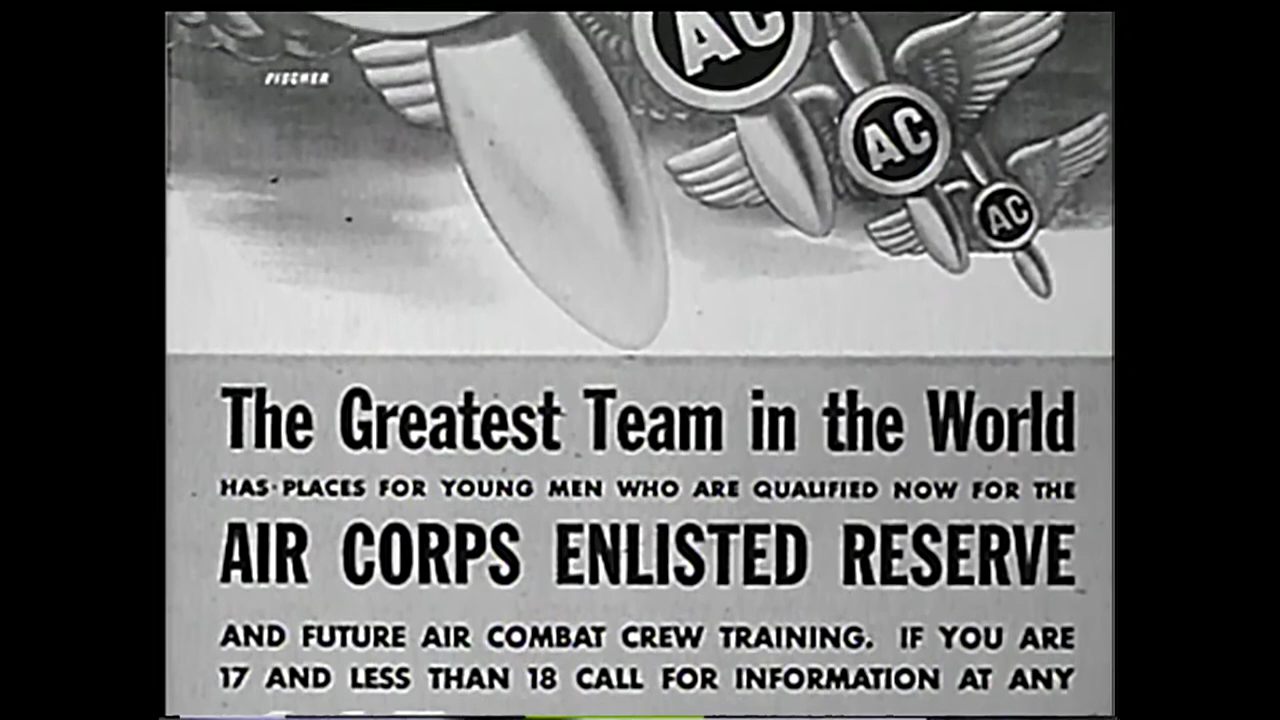 FISCHER
AC
AC
AC
The Greatest Team in the World
HAS PLACES FOR YOUNG MEN WHO ARE QUALIFIED NOW FOR THE
AIR CORPS ENLISTED RESERVE
AND FUTURE AIR COMBAT CREW TRAINING. IF YOU ARE
17 AND LESS THAN 18 CALL FOR INFORMATION AT ANY